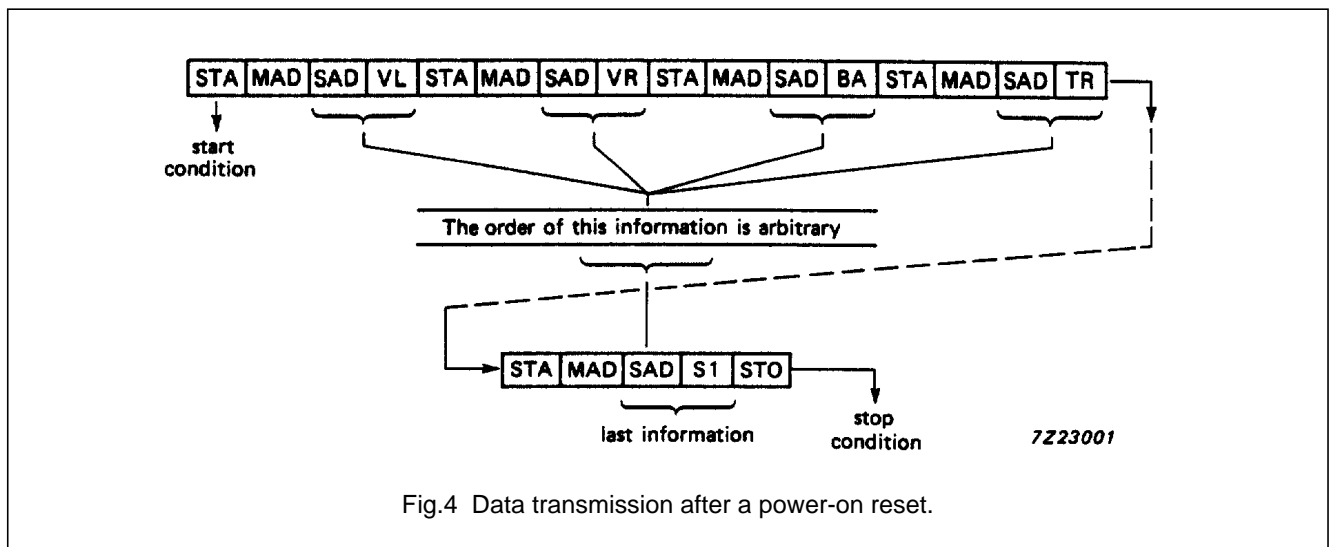 STA MAD SAD VL STA MAD SAD VR STA MAD SAD BA STA MAD SAD TR
start
condition
The order of this information is arbitrary
STA MAD SAD S1 STO
last information
stop
condition
7Z23001
Fig.4 Data transmission after a power-on reset.